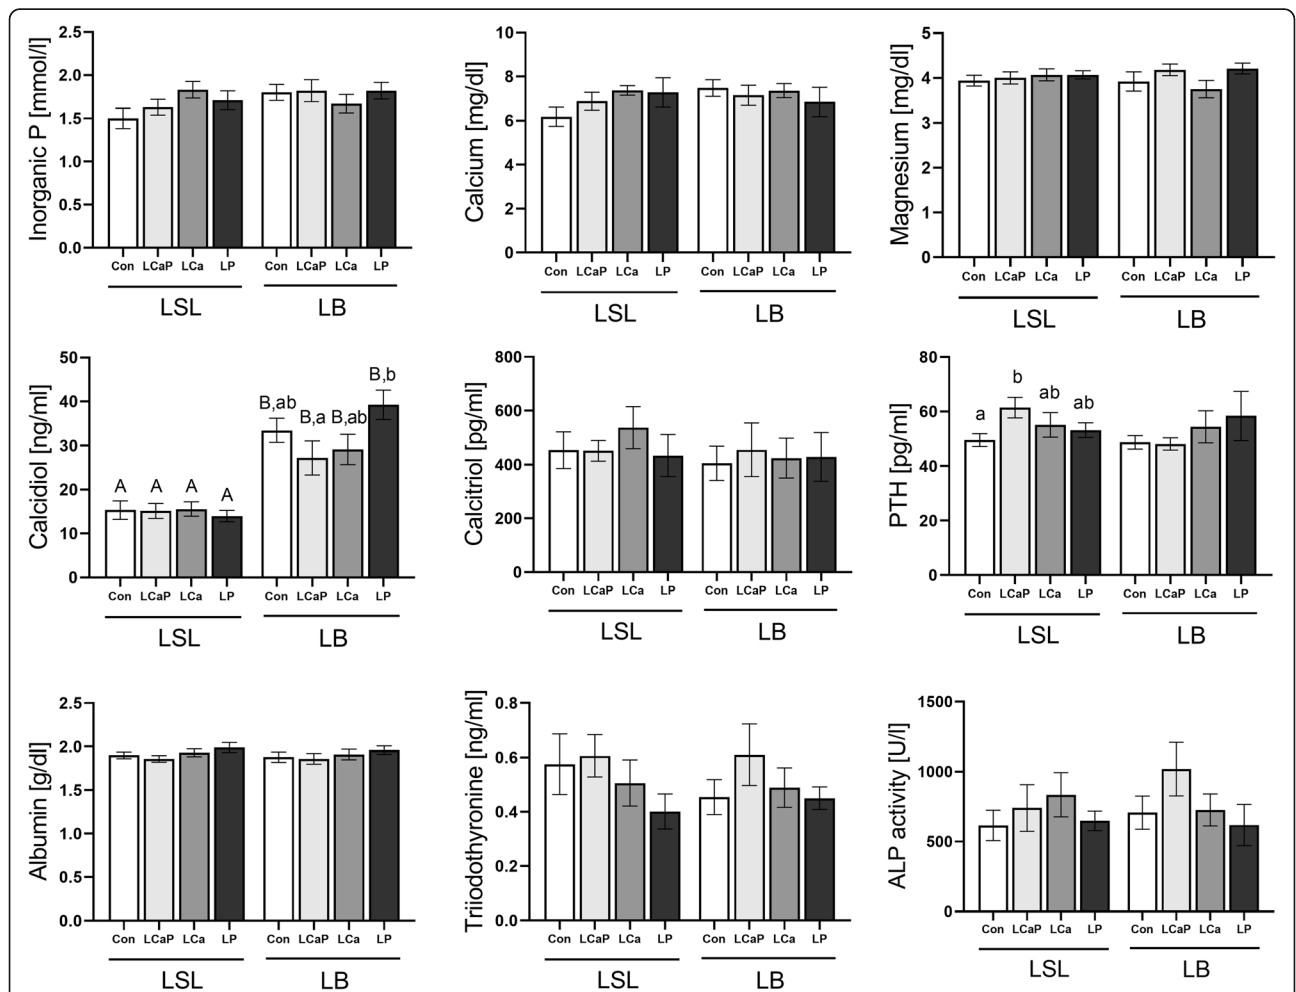 Inorganic P [mmol/l]
2.5
2.0
1.5
1.0
0.5
0.0
Con LCaP LCa LP Con LCaP LCa LP
LSL LB
Calcium [mg/dl]
10
8
6
4
2
0
Con LCaP LCa LP Con LCaP LCa LP
LSL LB
Magnesium [mg/dl]
5
4
3
2
1
0
Con LCaP LCa LP Con LCaP LCa LP
LSL LB
Calcidiol [ng/ml]
50
40
30
20
10
0
A A A A B,ab B,a B,ab B,b
Con LCaP LCa LP Con LCaP LCa LP
LSL LB
Calcitriol [pg/ml]
800
600
400
200
0
Con LCaP LCa LP Con LCaP LCa LP
LSL LB
PTH [pg/ml]
80
60
40
20
0
a b ab ab
Con LCaP LCa LP Con LCaP LCa LP
LSL LB
Albumin [g/dl]
2.5
2.0
1.5
1.0
0.5
0.0
Con LCaP LCa LP Con LCaP LCa LP
LSL LB
Triiodothyronine [ng/ml]
0.8
0.6
0.4
0.2
0.0
Con LCaP LCa LP Con LCaP LCa LP
LSL LB
ALP activity [U/l]
1500
1000
500
0
Con LCaP LCa LP Con LCaP LCa LP
LSL LB